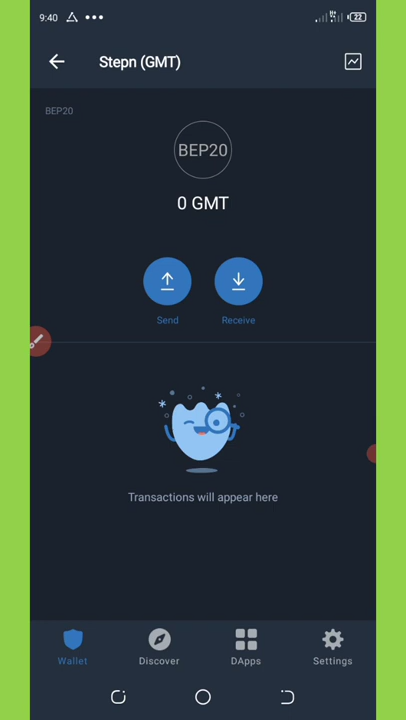 9:40
22
Stepn (GMT)
BEP20
BEP20
0 GMT
Send Receive
Transactions will appear here
Wallet Discover DApps Settings